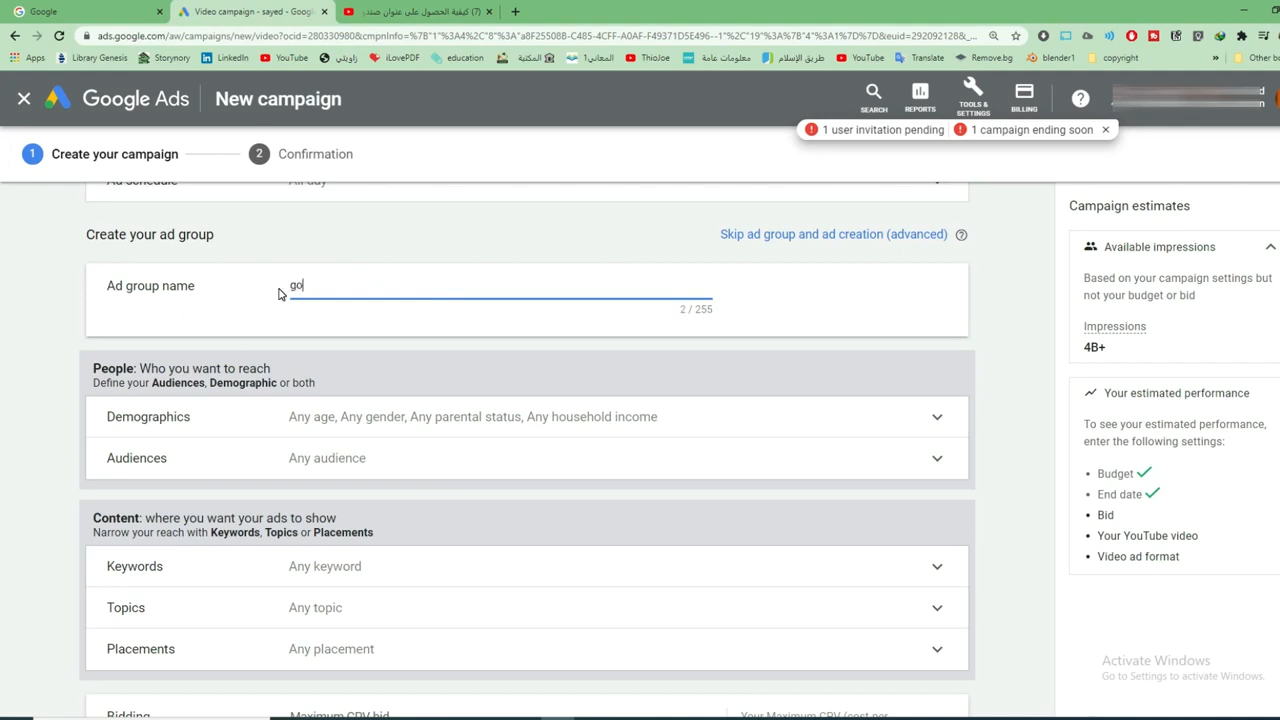 Google
Video campaign - sayed - Googl
(7) كيفية الحصول على عنوان صندو
ads.google.com/aw/campaigns/new/video?ocid=280330980&cmpnInfo=%7B"1"%3A4%2C"8"%3A"a8F25508B-C485-4CFF-A0AF-F49371D5E496--1"%2C"19"%3A%7B"4"%3A1%7D%7D&euid=292092128&_...
Apps
Library Genesis
Storynory
LinkedIn
YouTube
زاويتي
iLovePDF
education
المكتبة
المعاني1
ThioJoe
معلومات عامة
طريق الإسلام
YouTube
Translate
Remove.bg
blender1
copyright
»
Other bo
Google Ads
New campaign
SEARCH
REPORTS
TOOLS &
SETTINGS
BILLING
1 user invitation pending
1 campaign ending soon
1 Create your campaign
2 Confirmation
Ad schedule
All day
Campaign estimates
Create your ad group
Skip ad group and ad creation (advanced)
Available impressions
Based on your campaign settings but
not your budget or bid
Ad group name
go
2 / 255
Impressions
4B+
People: Who you want to reach
Define your Audiences, Demographic or both
Your estimated performance
Demographics
Any age, Any gender, Any parental status, Any household income
To see your estimated performance,
enter the following settings:
Audiences
Any audience
• Budget
• End date
• Bid
• Your YouTube video
• Video ad format
Content: where you want your ads to show
Narrow your reach with Keywords, Topics or Placements
Keywords
Any keyword
Topics
Any topic
Placements
Any placement
Activate Windows
Go to Settings to activate Windows.
Bidding
Maximum CPV bid
Your Maximum CPV (cost per